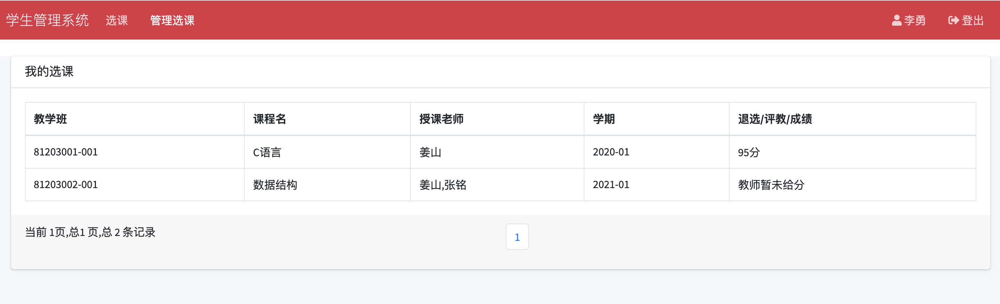 学生管理系统 选课 管理选课 李勇 登出
我的选课
教学班 课程名 授课老师 学期 退选/评教/成绩
81203001-001 C语言 姜山 2020-01 95分
81203002-001 数据结构 姜山,张铭 2021-01 教师暂未给分
当前 1页,总1 页,总 2 条记录 1